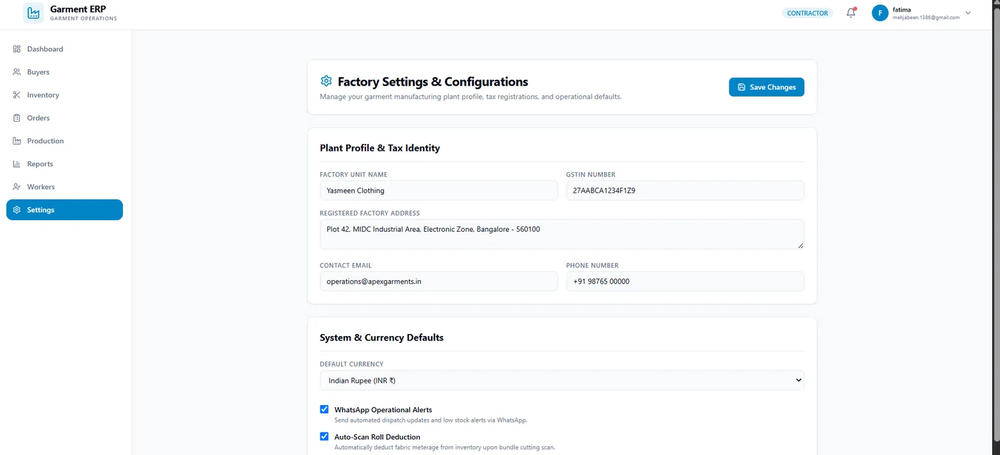 Garment ERP
GARMENT OPERATIONS
CONTRACTOR
F
fatima
mehjabeen.1386@gmail.com
Dashboard
Buyers
Inventory
Orders
Production
Reports
Workers
Settings
Factory Settings & Configurations
Manage your garment manufacturing plant profile, tax registrations, and operational defaults.
Save Changes
Plant Profile & Tax Identity
FACTORY UNIT NAME
GSTIN NUMBER
Yasmeen Clothing
27AABCA1234F1Z9
REGISTERED FACTORY ADDRESS
Plot 42, MIDC Industrial Area, Electronic Zone, Bangalore - 560100
CONTACT EMAIL
PHONE NUMBER
operations@apexgarments.in
+91 98765 00000
System & Currency Defaults
DEFAULT CURRENCY
Indian Rupee (INR ₹)
WhatsApp Operational Alerts
Send automated dispatch updates and low stock alerts via WhatsApp.
Auto-Scan Roll Deduction
Automatically deduct fabric meterage from inventory upon bundle cutting scan.